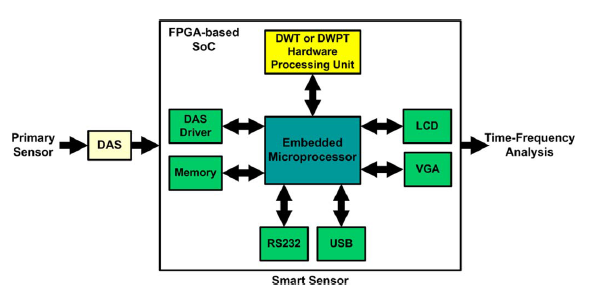 FPGA-based
SoC
DWT or DWPT
Hardware
Processing Unit
Primary
Sensor
DAS
DAS
Driver
Memory
Embedded
Microprocessor
LCD
VGA
RS232
USB
Time-Frequency
Analysis
Smart Sensor